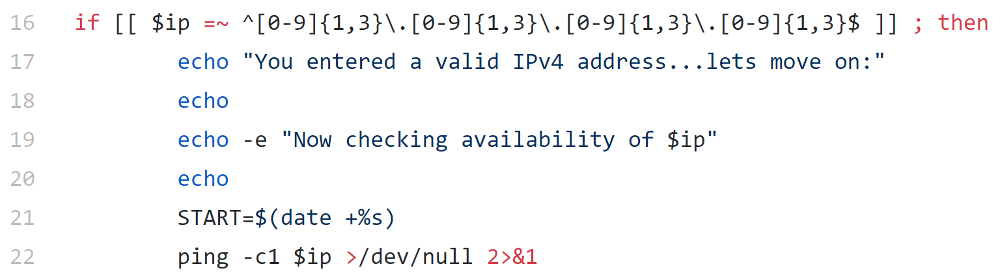 16 if [[ $ip =~ ^[0-9]{1,3}\.[0-9]{1,3}\.[0-9]{1,3}\.[0-9]{1,3}$ ]] ; then
17 echo "You entered a valid IPv4 address...lets move on:"
18 echo
19 echo -e "Now checking availability of $ip"
20 echo
21 START=$(date +%s)
22 ping -c1 $ip >/dev/null 2>&1